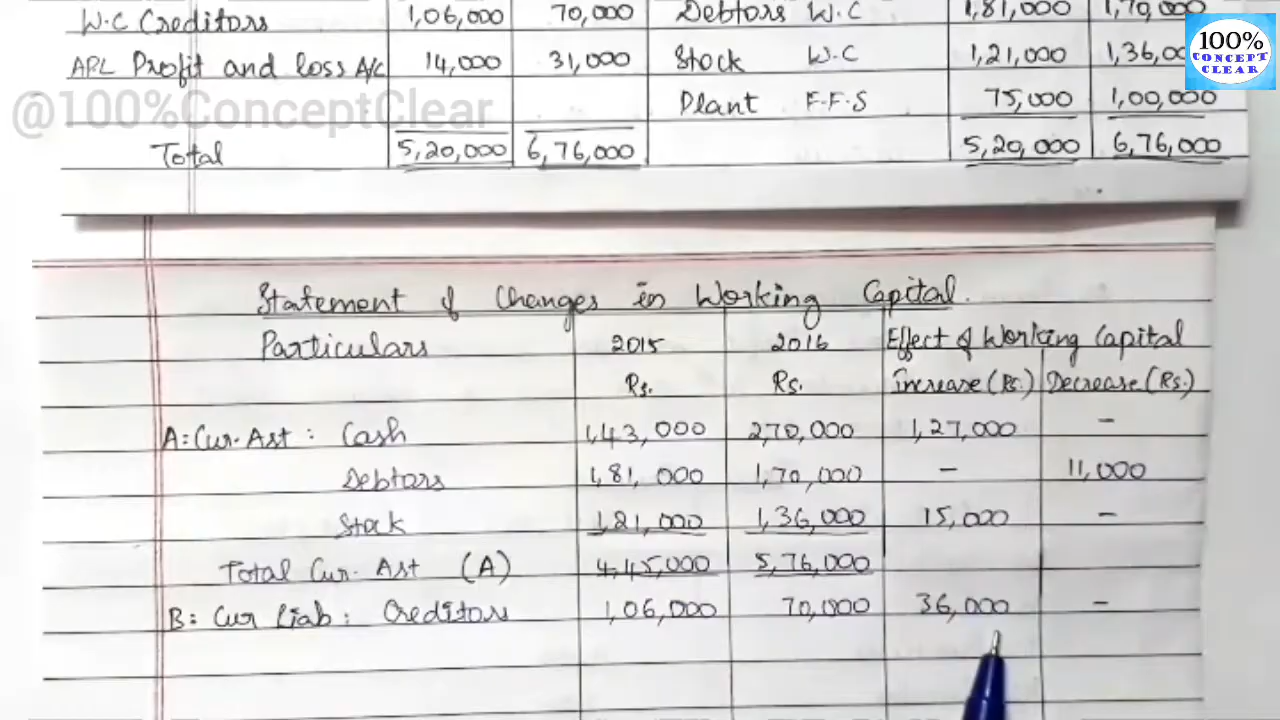 W.C Creditors 1,06,000 70,000 Debtors W.C 1,81,000 1,70,000
APL Profit and loss A/C 14,000 31,000 Stock W.C 1,21,000 1,36,00
100% CONCEPT CLEAR
@100%ConceptClear
Plant F.F.S 75,000 1,00,000
Total 5,20,000 6,76,000 5,20,000 6,76,000
Statement of Changes in Working Capital.
Particulars 2015 2016 Effect of Working Capital
Rs. Rs. Increase (Rs.) Decrease (Rs.)
A: Cur. Ast : Cash 1,43,000 2,70,000 1,27,000 -
Debtors 1,81,000 1,70,000 - 11,000
Stock 1,21,000 1,36,000 15,000 -
Total Cur. Ast (A) 4,45,000 5,76,000
B: Cur Liab : Creditors 1,06,000 70,000 36,000 -